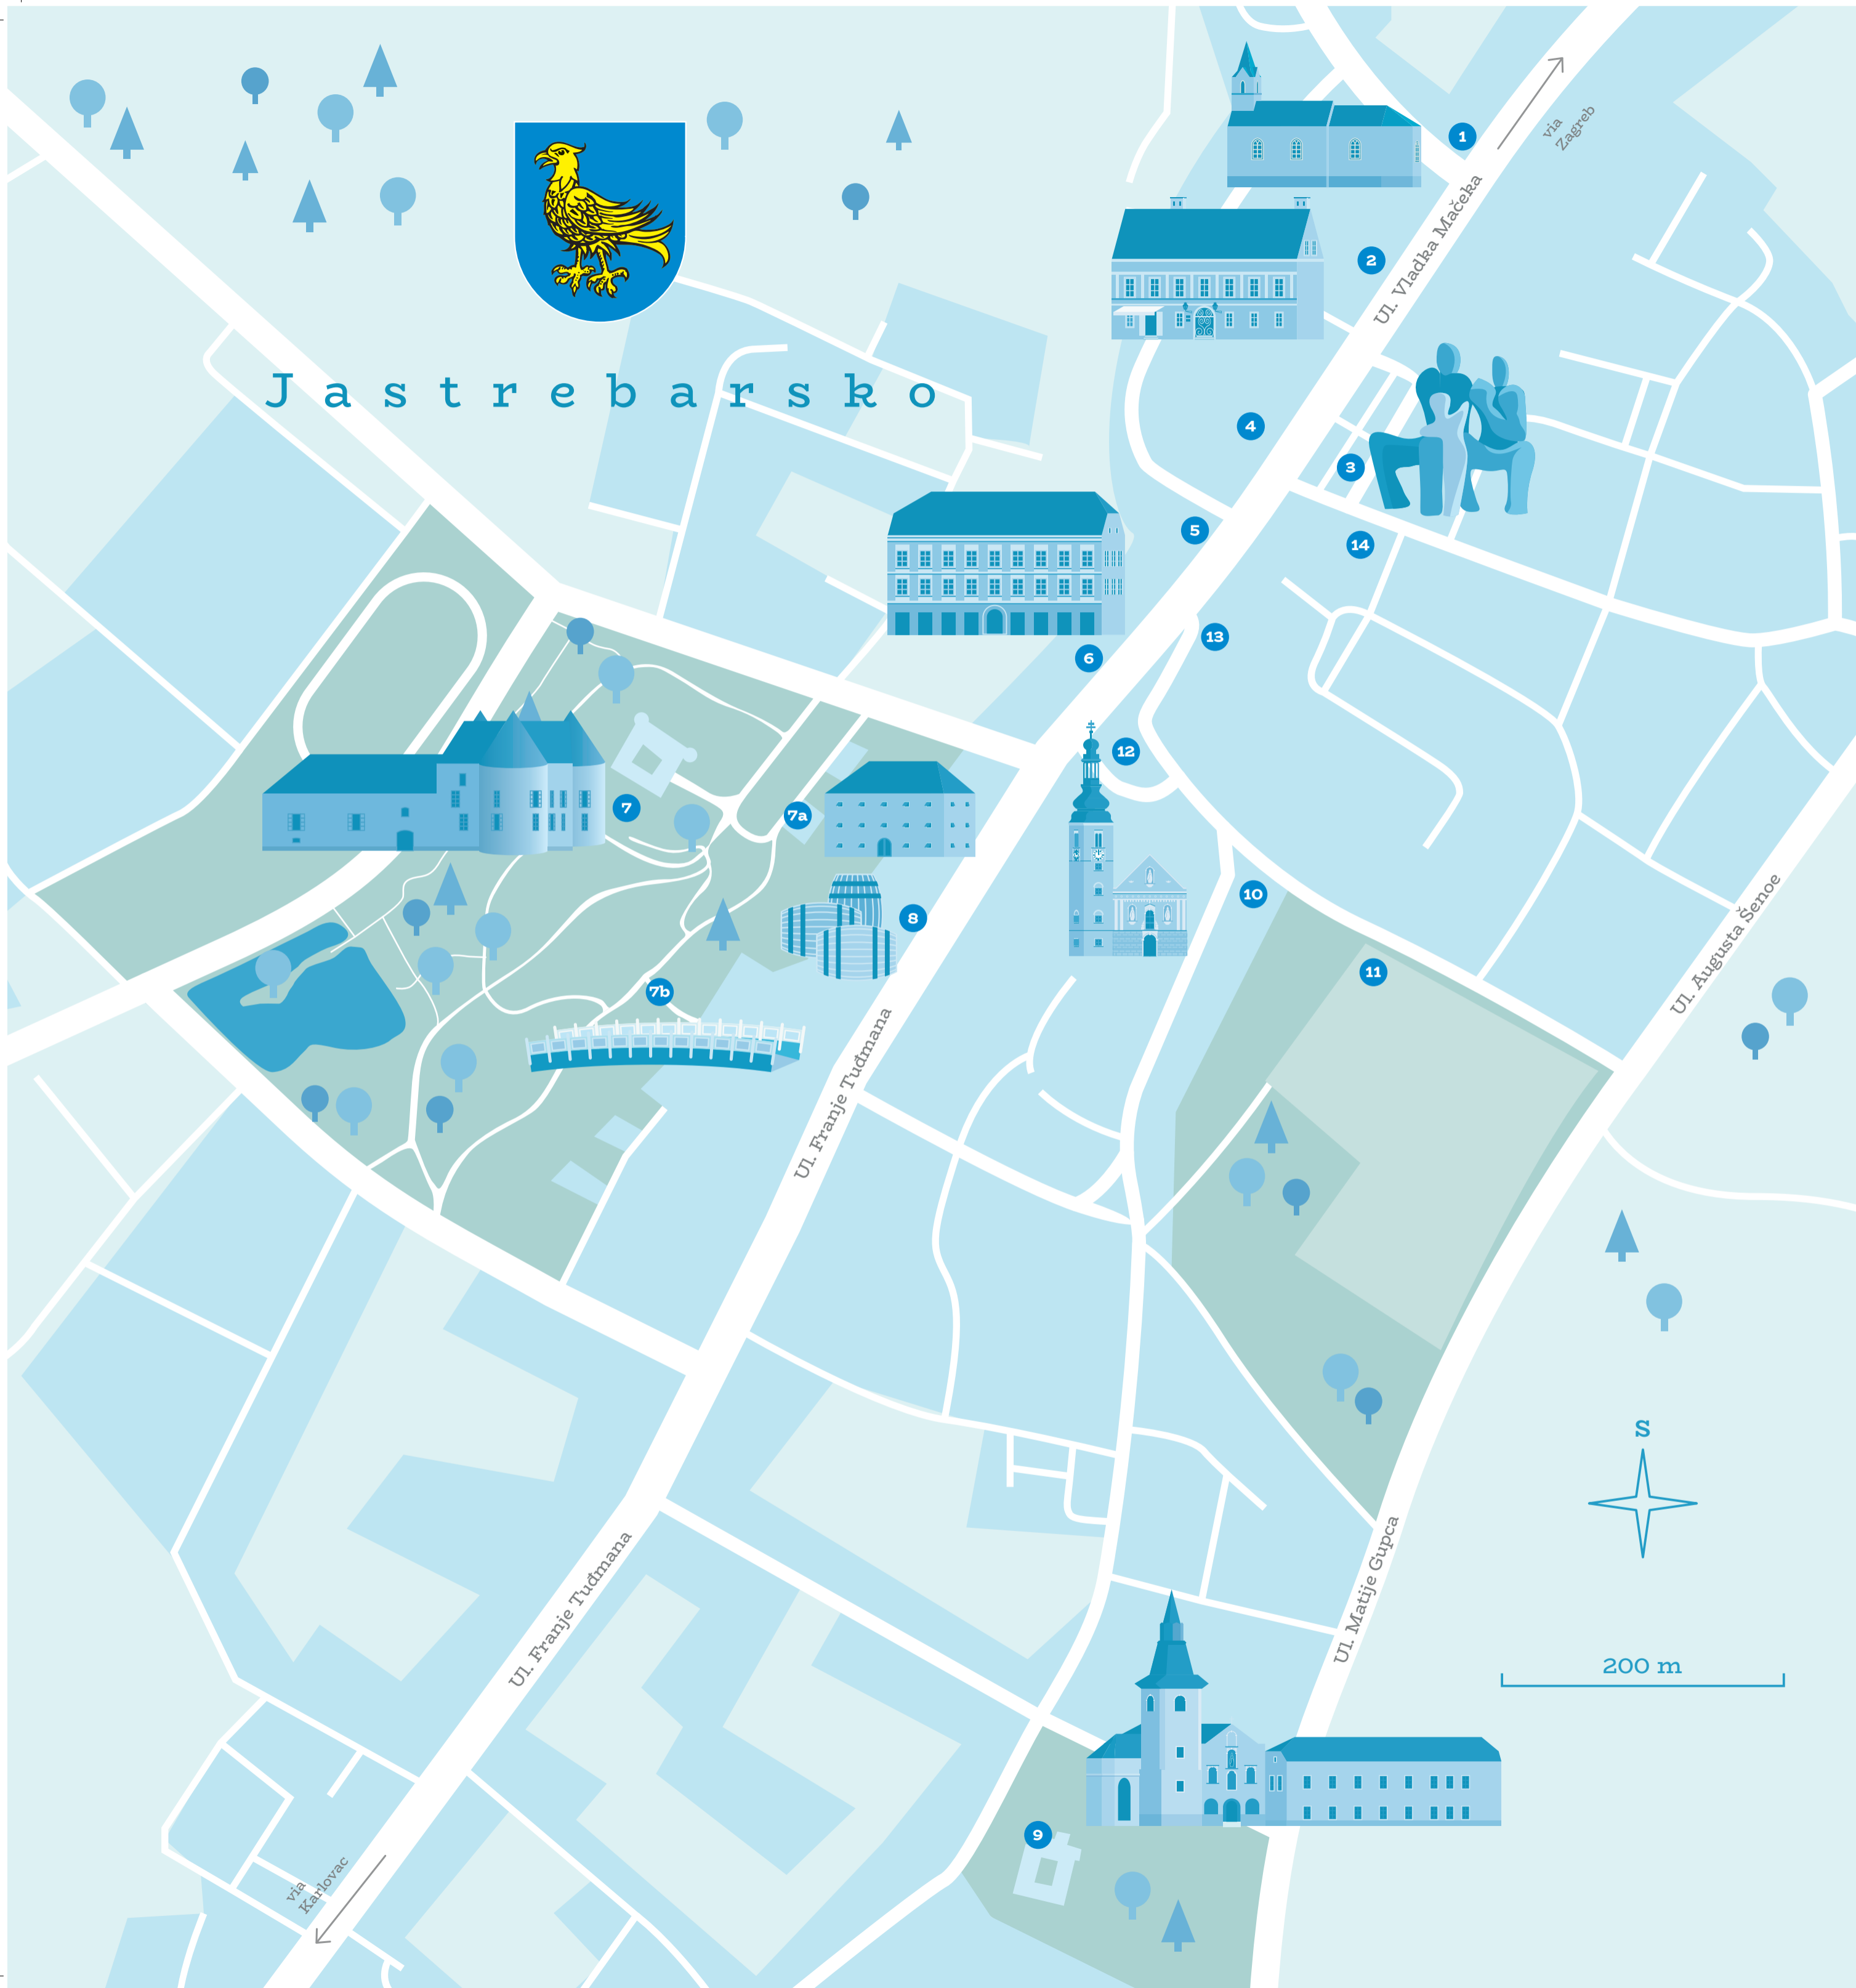 1
via
Zagreb
Ul. Vladka Mačeka
2
Jastrebarsko
4
3
5
14
13
6
12
7
7a
8
10
Ul. Augusta Šenoe
11
7b
Ul. Franje Tuđmana
S
Ul. Franje Tuđmana
Ul. Matije Gupca
200 m
9
via
Karlovac